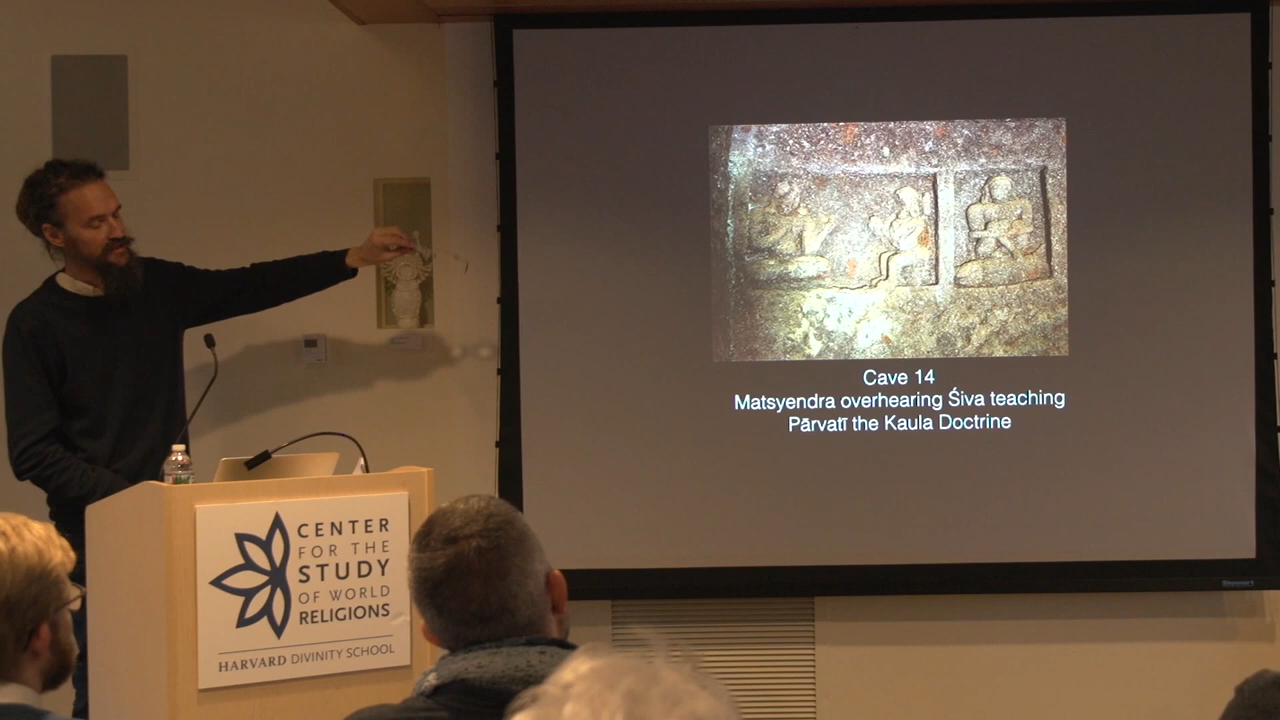 Cave 14
Matsyendra overhearing Śiva teaching
Pārvatī the Kaula Doctrine
CENTER
FOR THE
STUDY
OF WORLD
RELIGIONS
HARVARD DIVINITY SCHOOL